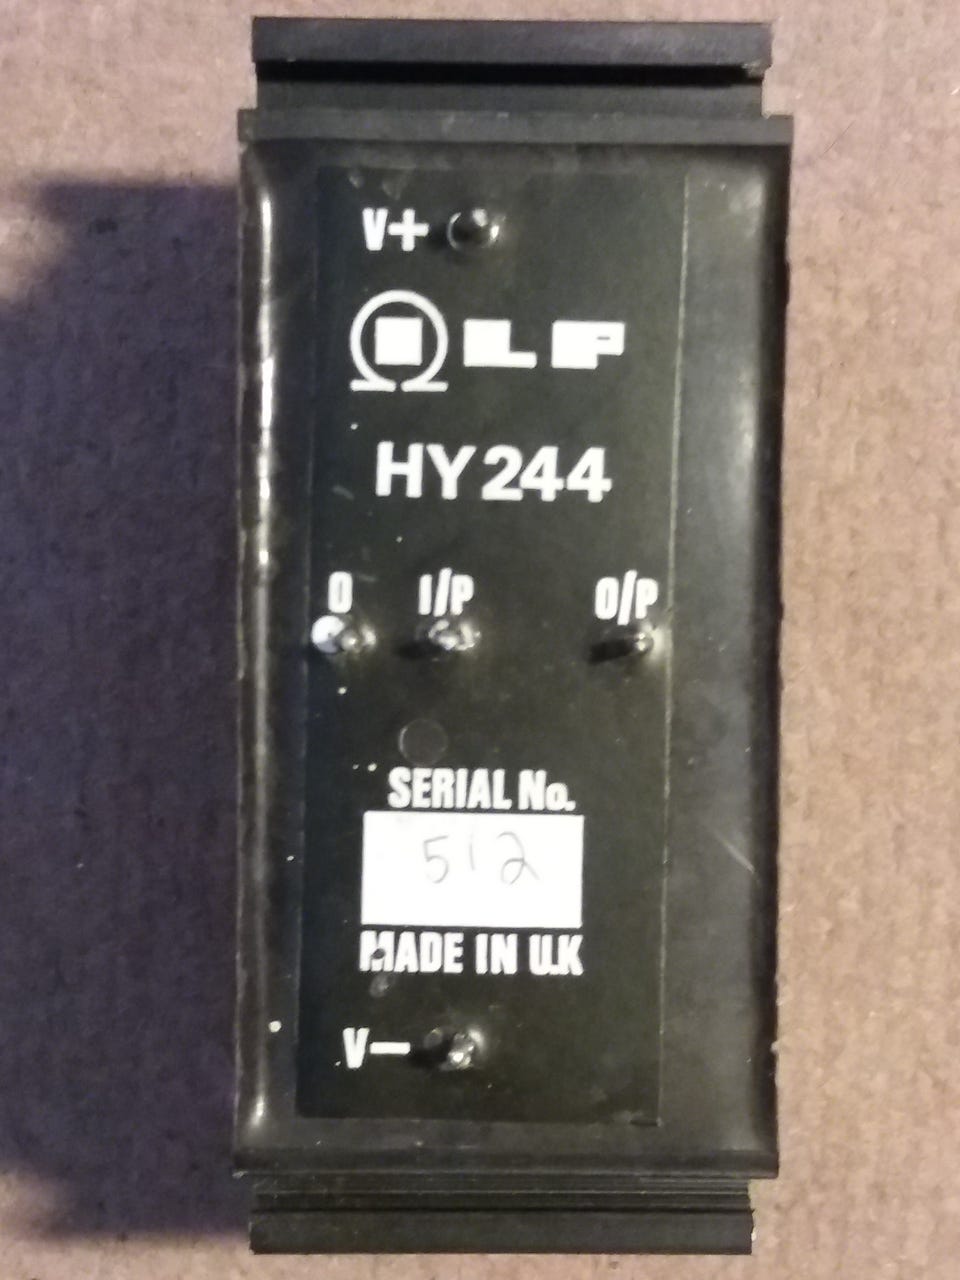 V+
ILP
HY244
0 I/P O/P
SERIAL No.
512
MADE IN U.K
V−